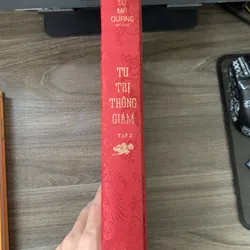 TƯ MÃ
QUANG
TƯ
TRỊ
THÔNG
GIÁM
TẬP 2